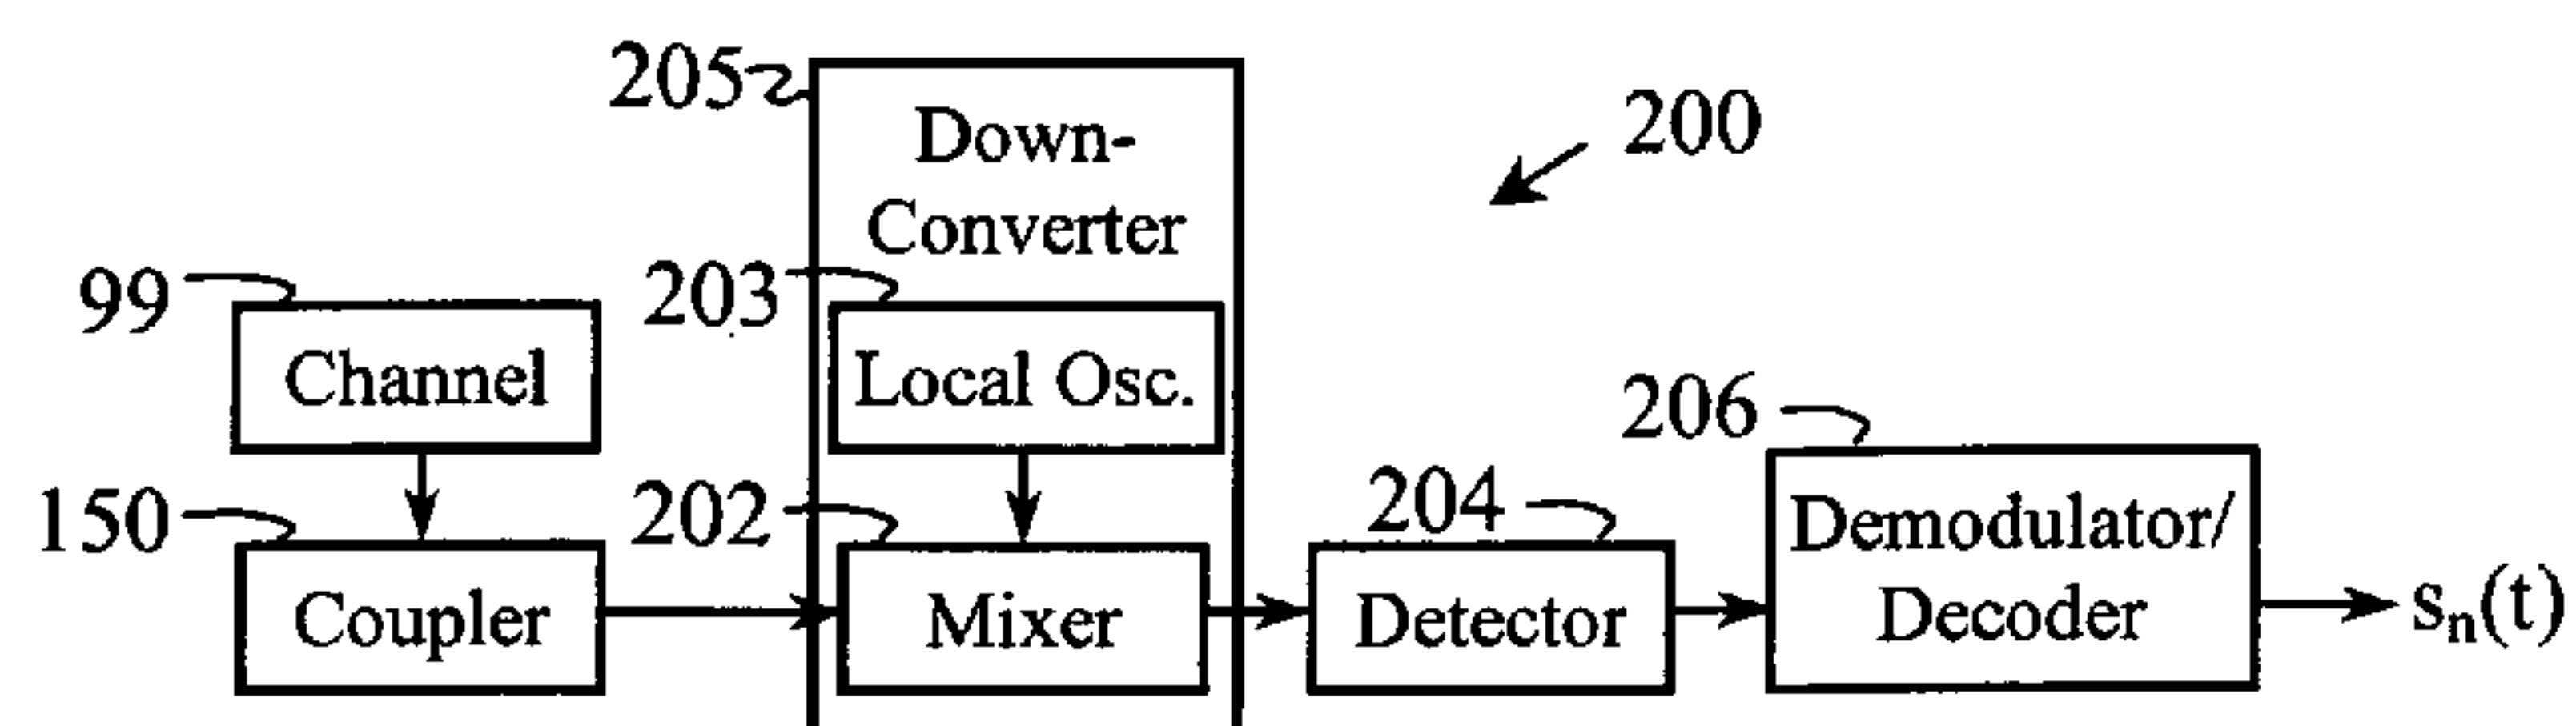 205
Down-
Converter
200
99
Channel
203
Local Osc.
150
Coupler
202
Mixer
204
Detector
206
Demodulator/
Decoder
sn(t)